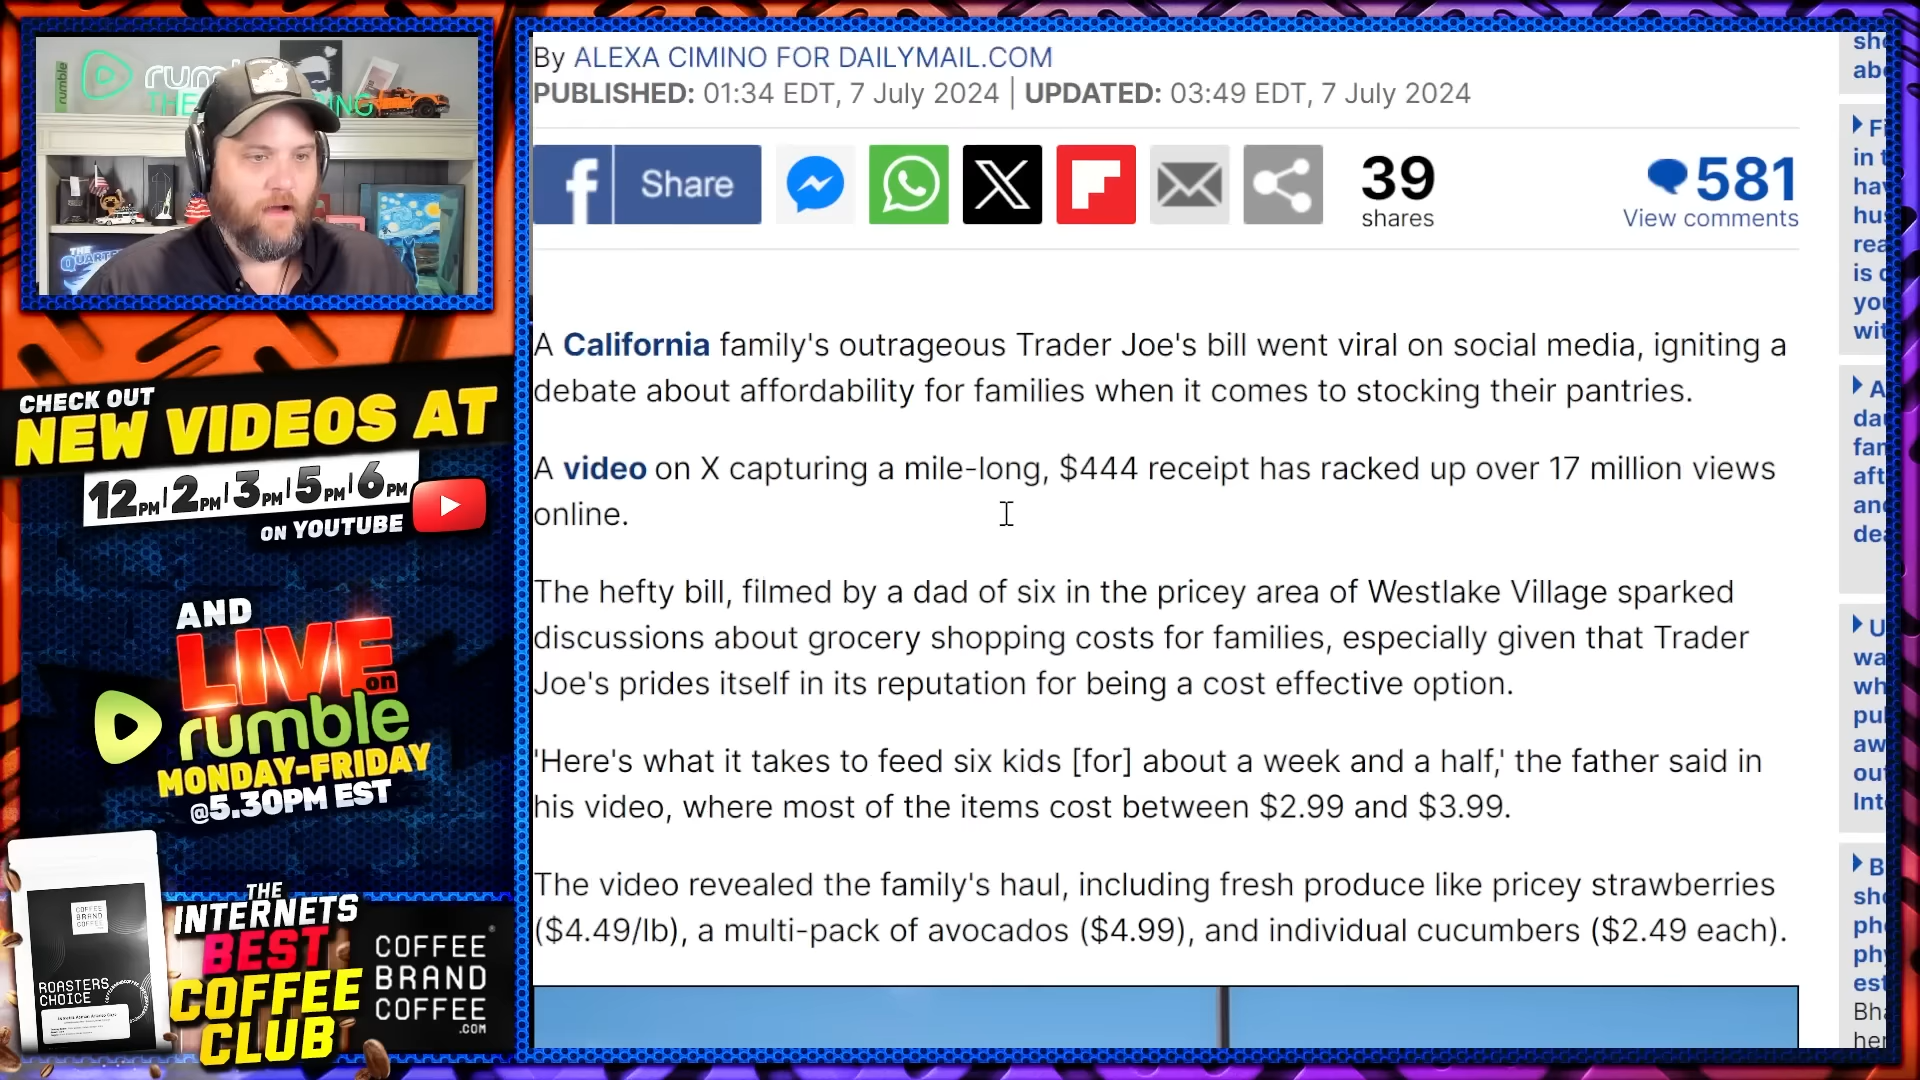 By ALEXA CIMINO FOR DAILYMAIL.COM
PUBLISHED: 01:34 EDT, 7 July 2024 | UPDATED: 03:49 EDT, 7 July 2024
f Share
39
shares
581
View comments
A California family's outrageous Trader Joe's bill went viral on social media, igniting a
debate about affordability for families when it comes to stocking their pantries.
A video on X capturing a mile-long, $444 receipt has racked up over 17 million views
online.
The hefty bill, filmed by a dad of six in the pricey area of Westlake Village sparked
discussions about grocery shopping costs for families, especially given that Trader
Joe's prides itself in its reputation for being a cost effective option.
'Here's what it takes to feed six kids [for] about a week and a half,' the father said in
his video, where most of the items cost between $2.99 and $3.99.
The video revealed the family's haul, including fresh produce like pricey strawberries
($4.49/lb), a multi-pack of avocados ($4.99), and individual cucumbers ($2.49 each).
rumble
THE
QUARTER
CHECK OUT
NEW VIDEOS AT
12PM | 2PM | 3PM | 5PM | 6PM
ON YOUTUBE
AND
LIVE
on
rumble
MONDAY-FRIDAY
@5.30PM EST
THE
INTERNETS
BEST
COFFEE
CLUB
COFFEE
BRAND
COFFEE
.COM
COFFEE
BRAND
COFFEE
ROASTERS
CHOICE